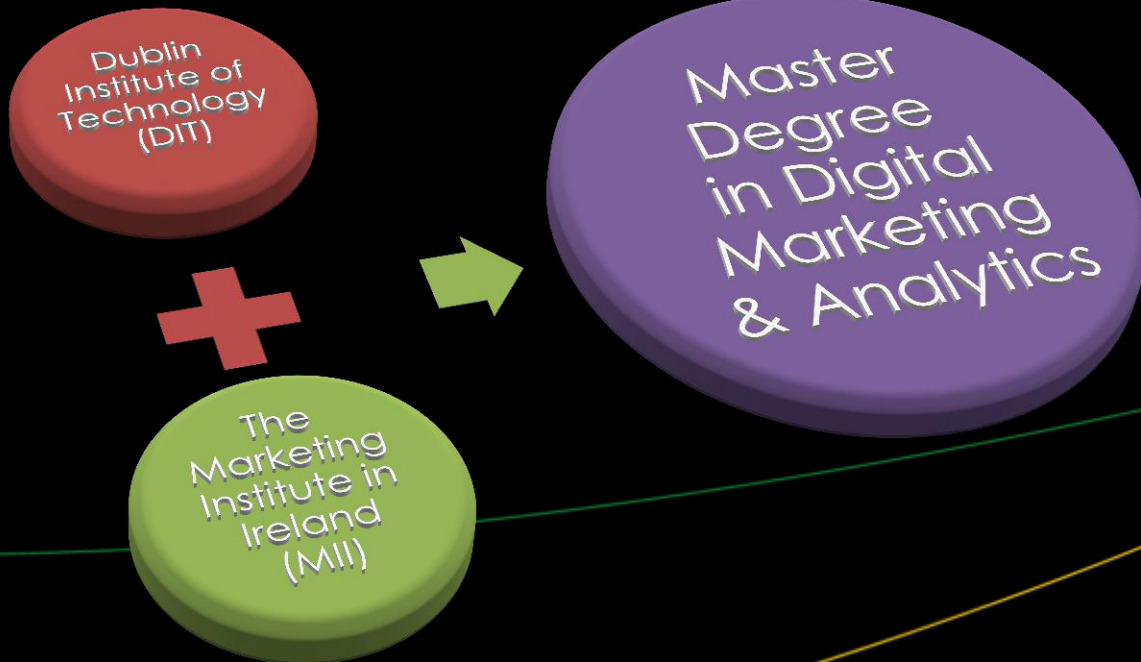 Dublin
Institute of
Technology
(DIT)
The
Marketing
Institute in
Ireland
(MII)
Master
Degree
in Digital
Marketing
& Analytics